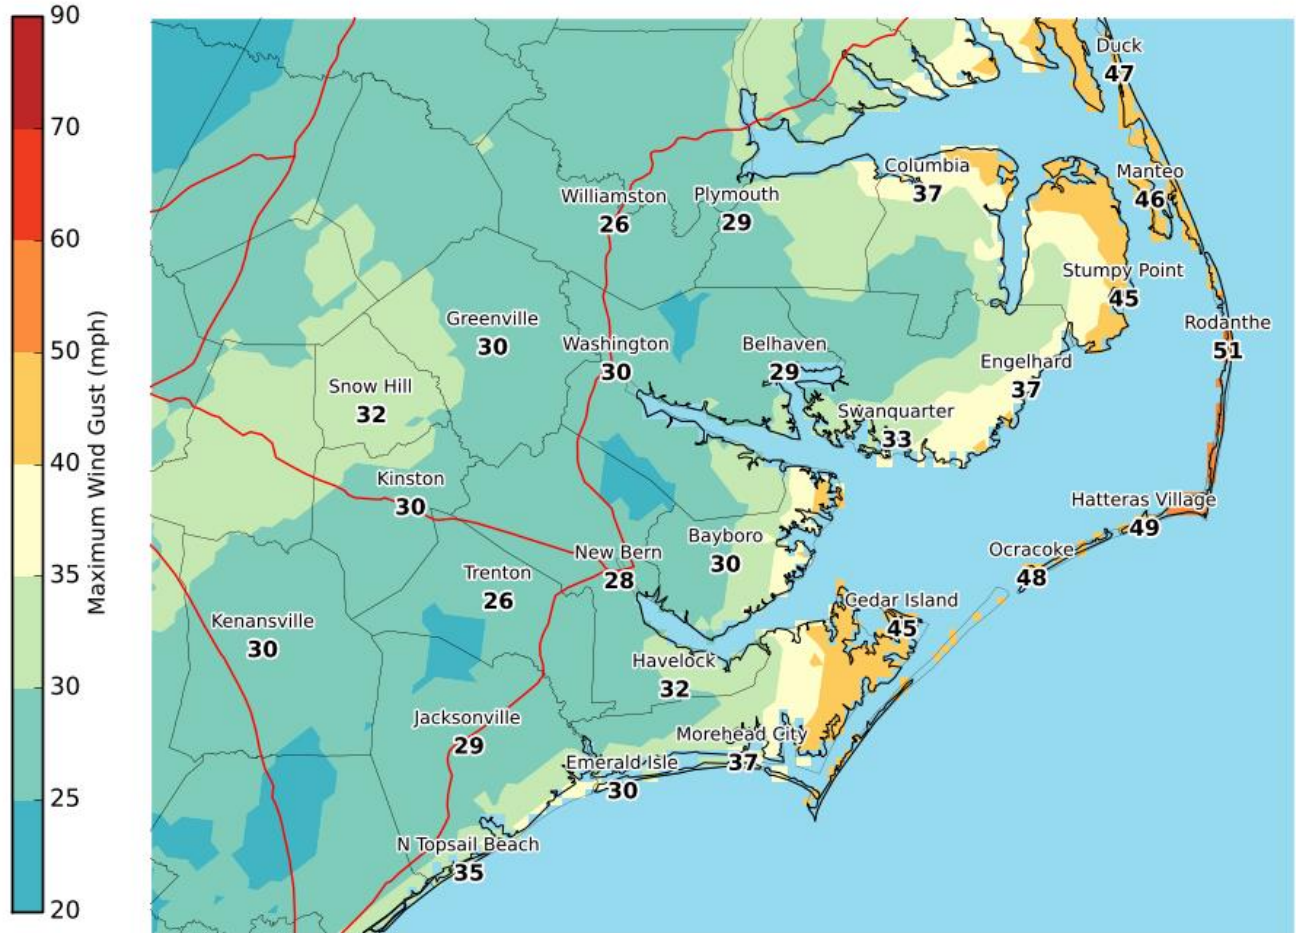 90
70
60
50
40
35
30
25
20
Maximum Wind Gust (mph)
Duck
47
Columbia
37
Manteo
46
Williamston
26
Plymouth
29
Stumpy Point
45
Rodanthe
51
Greenville
30
Washington
30
Belhaven
29
Engelhard
37
Snow Hill
32
Swanquarter
33
Kinston
30
Hatteras Village
49
Bayboro
30
New Bern
28
Ocracoke
48
Trenton
26
Cedar Island
45
Kenansville
30
Havelock
32
Jacksonville
29
Morehead City
37
Emerald Isle
30
N Topsail Beach
35